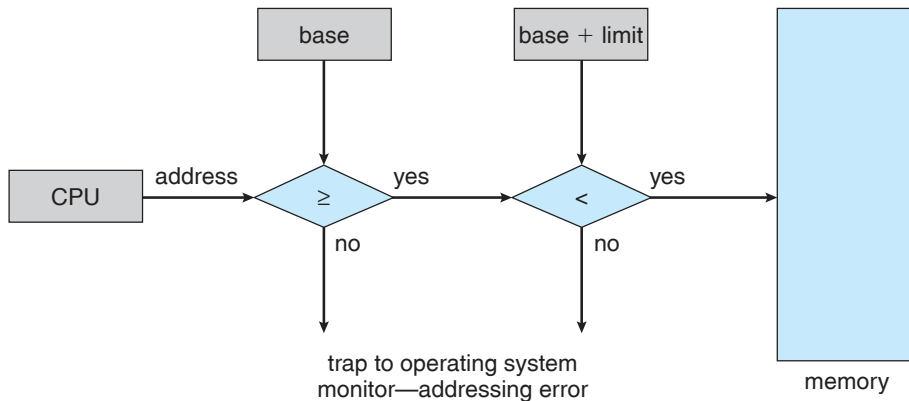 base
base + limit
CPU
address
≥
yes
<
yes
no
no
trap to operating system
monitor—addressing error
memory